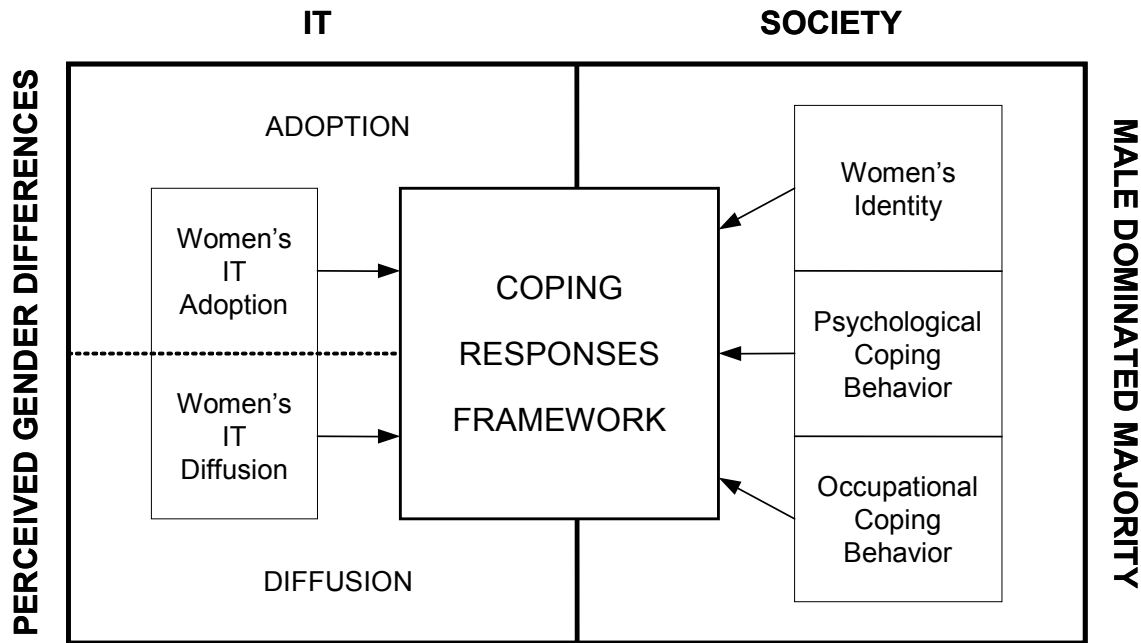 IT
SOCIETY
PERCEIVED GENDER DIFFERENCES
ADOPTION
Women’s
IT
Adoption
Women’s
IT
Diffusion
DIFFUSION
COPING
RESPONSES
FRAMEWORK
Women’s
Identity
Psychological
Coping
Behavior
Occupational
Coping
Behavior
MALE DOMINATED MAJORITY